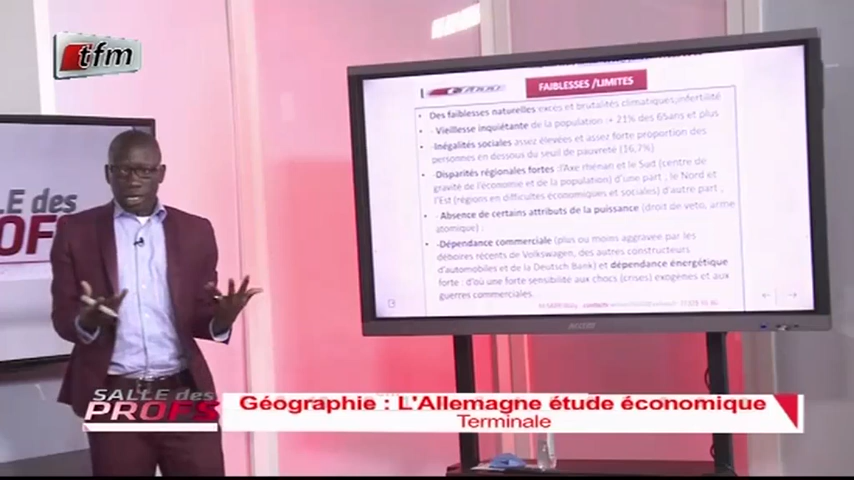 tfm
FAIBLESSES /LIMITES
• Des faiblesses naturelles excès et brutalités climatiques,infertilité
• - Vieillesse inquiétante de la population :+ 21% des 65ans et plus
• -Inégalités sociales assez élevées et assez forte proportion des
personnes en dessous du seuil de pauvreté (16,7%)
• -Disparités régionales fortes :l'Axe rhénan et le Sud (centre de
gravité de l'économie et de la population) d'une part ; le Nord et
l'Est (régions en difficultes économiques et sociales) d'autre part ,
• - Absence de certains attributs de la puissance (droit de veto, arme
atomique) .
• -Dépendance commerciale (plus ou moins aggravée par les
déboires récents de Volkswagen, des autres constructeurs
d'automobiles et de la Deutsch Bank) et dépendance énergétique
forte : d'où une forte sensibilité aux chocs (crises) exogènes et aux
guerres commerciales.
LE des
OFS
SALLE des
PROFS
Géographie : L'Allemagne étude économique
Terminale